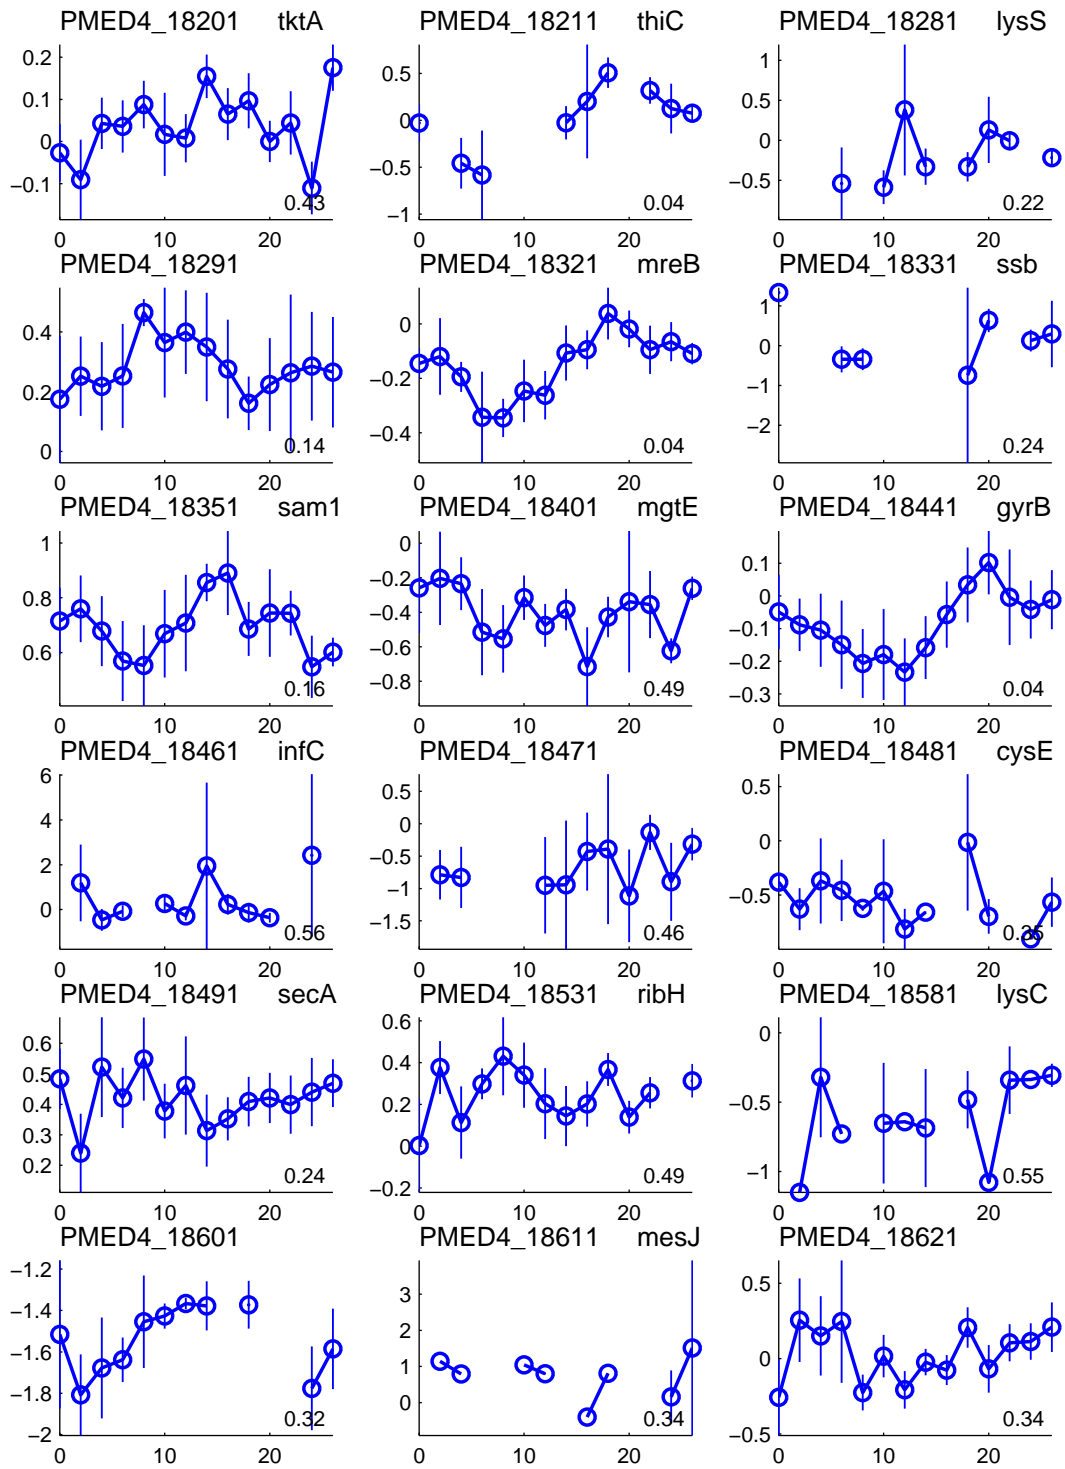 PMED4_18201 tktA PMED4_18211 thiC PMED4_18281 lysS
0.2 0.1 0 −0.1 0.43 0 10 20
0.5 0 −0.5 −1 0.04 0 10 20
1 0.5 0 −0.5 0.22 0 10 20
PMED4_18291 PMED4_18321 mreB PMED4_18331 ssb
0.4 0.2 0 0.14 0 10 20
0 −0.2 −0.4 0.04 0 10 20
1 0 −1 −2 0.24 0 10 20
PMED4_18351 sam1 PMED4_18401 mgtE PMED4_18441 gyrB
1 0.8 0.6 0.16 0 10 20
0 −0.2 −0.4 −0.6 −0.8 0.49 0 10 20
0.1 0 −0.1 −0.2 −0.3 0.04 0 10 20
PMED4_18461 infC PMED4_18471 PMED4_18481 cysE
6 4 2 0 0.56 0 10 20
0.5 0 −0.5 −1 −1.5 0.46 0 10 20
0.5 0 −0.5 0.35 0 10 20
PMED4_18491 secA PMED4_18531 ribH PMED4_18581 lysC
0.6 0.5 0.4 0.3 0.2 0.24 0 10 20
0.6 0.4 0.2 0 −0.2 0.49 0 10 20
0 −0.5 −1 0.55 0 10 20
PMED4_18601 PMED4_18611 mesJ PMED4_18621
−1.2 −1.4 −1.6 −1.8 −2 0.32 0 10 20
3 2 1 0 0.34 0 10 20
0.5 0 −0.5 0.34 0 10 20